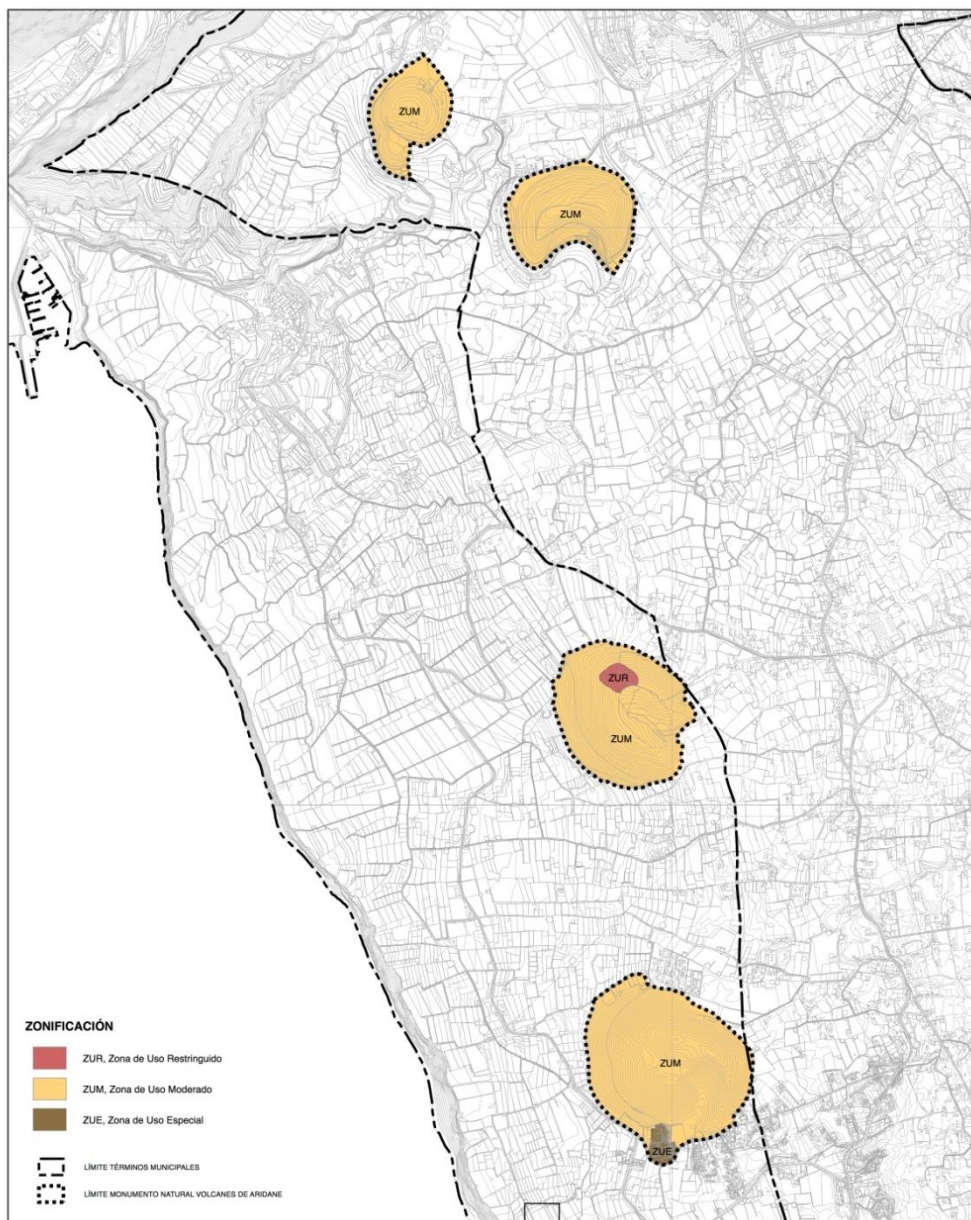 ZUM
ZUM
ZUR
ZUM
ZUM
ZUE
ZONIFICACIÓN
ZUR, Zona de Uso Restringuido
ZUM, Zona de Uso Moderado
ZUE, Zona de Uso Especial
LÍMITE TÉRMINOS MUNICIPALES
LÍMITE MONUMENTO NATURAL VOLCANES DE ARIDANE